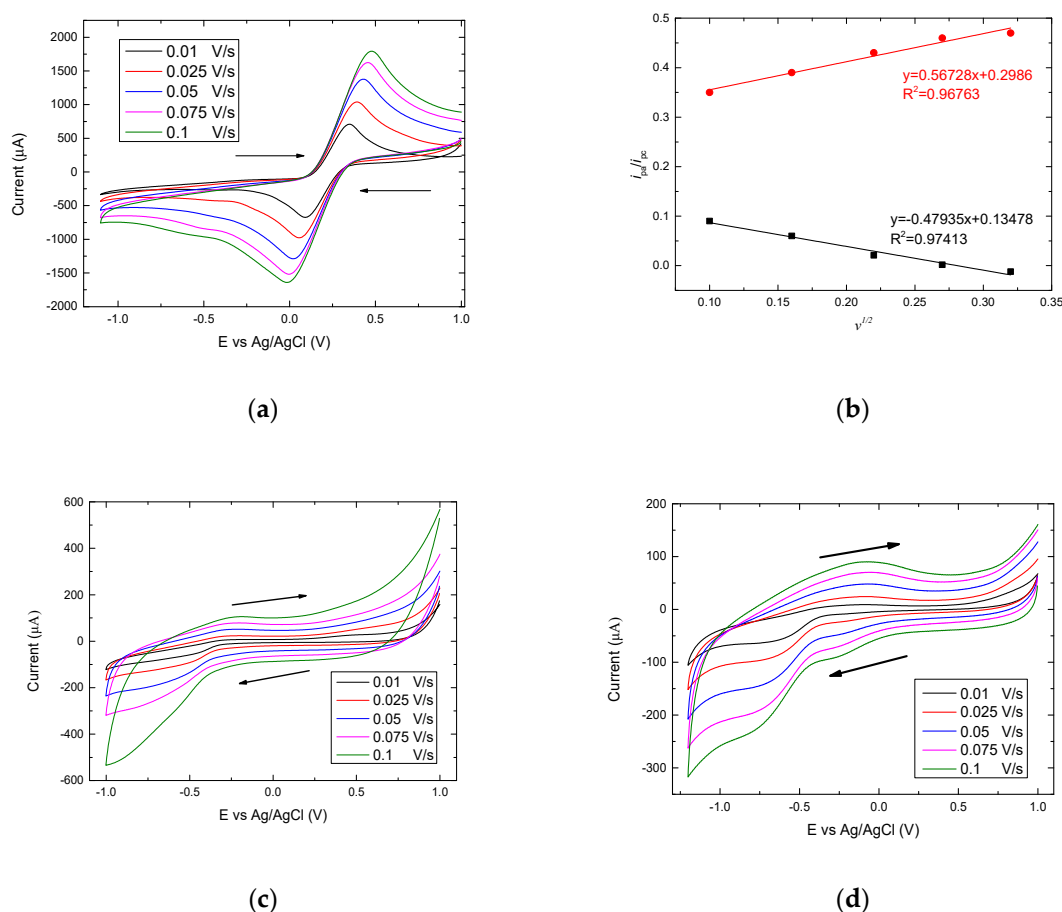 2000
1500
1000
500
0
-500
-1000
-1500
2000
Current (µA)
0.01 V/s
0.025 V/s
0.05 V/s
0.075 V/s
0.1 V/s
-1.0 -0.5 0.0 0.5 1.0
E vs Ag/AgCl (V)
(a)
0.5
0.4
0.3
0.2
0.1
0.0
i_pa/i_pc
y=0.56728x+0.2986
R²=0.96763
y=-0.47935x+0.13478
R²=0.97413
0.10 0.15 0.20 0.25 0.30 0.35
v^1/2
(b)
600
400
200
0
-200
-400
-600
Current (µA)
0.01 V/s
0.025 V/s
0.05 V/s
0.075 V/s
0.1 V/s
-1.0 -0.5 0.0 0.5 1.0
E vs Ag/AgCl (V)
(c)
200
100
0
-100
-200
-300
Current (µA)
0.01 V/s
0.025 V/s
0.05 V/s
0.075 V/s
0.1 V/s
-1.0 -0.5 0.0 0.5 1.0
E vs Ag/AgCl (V)
(d)